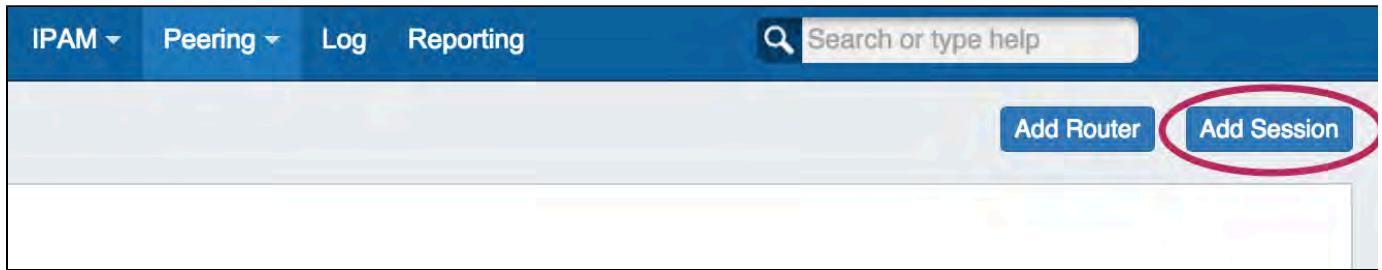 IPAM Peering Log Reporting Search or type help
Add Router Add Session